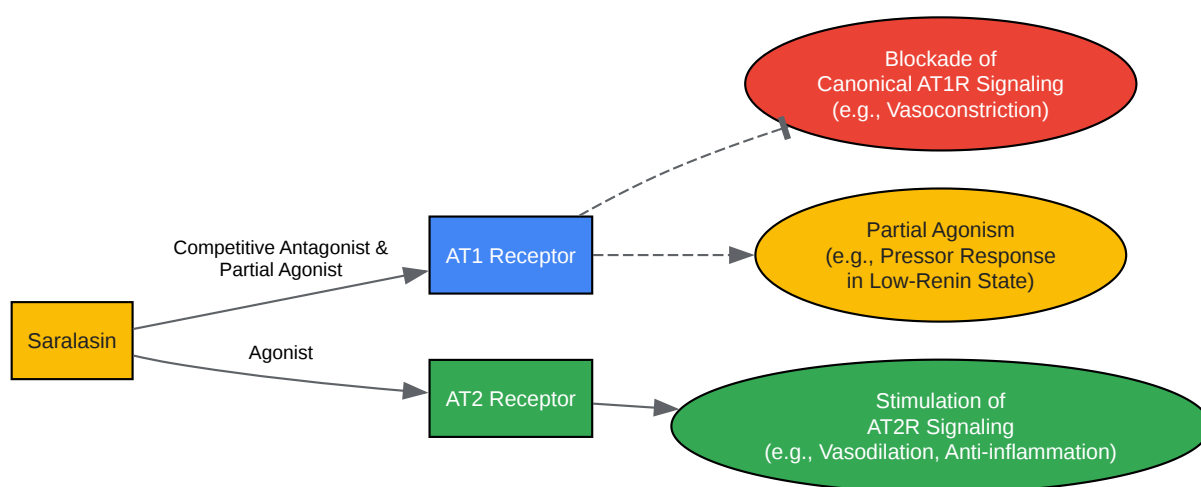 Saralasin
Competitive Antagonist &
Partial Agonist
Agonist
AT1 Receptor
AT2 Receptor
Blockade of
Canonical AT1R Signaling
(e.g., Vasoconstriction)
Partial Agonism
(e.g., Pressor Response
in Low-Renin State)
Stimulation of
AT2R Signaling
(e.g., Vasodilation, Anti-inflammation)